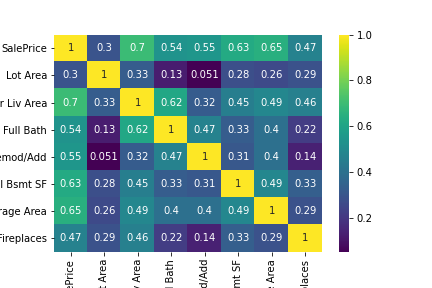 SalePrice 1 0.3 0.7 0.54 0.55 0.63 0.65 0.47
Lot Area 0.3 1 0.33 0.13 0.051 0.28 0.26 0.29
r Liv Area 0.7 0.33 1 0.62 0.32 0.45 0.49 0.46
Full Bath 0.54 0.13 0.62 1 0.47 0.33 0.4 0.22
emod/Add 0.55 0.051 0.32 0.47 1 0.31 0.4 0.14
l Bsmt SF 0.63 0.28 0.45 0.33 0.31 1 0.49 0.33
rage Area 0.65 0.26 0.49 0.4 0.4 0.49 1 0.29
Fireplaces 0.47 0.29 0.46 0.22 0.14 0.33 0.29 1
ePrice
t Area
v Area
l Bath
d/Add
mt SF
e Area
places
1.0
0.8
0.6
0.4
0.2